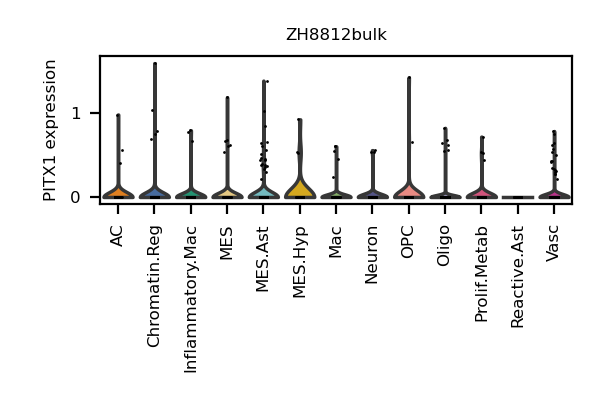 ZH8812bulk
PITX1 expression
1
0
AC
Chromatin.Reg
Inflammatory.Mac
MES
MES.Ast
MES.Hyp
Mac
Neuron
OPC
Oligo
Prolif.Metab
Reactive.Ast
Vasc